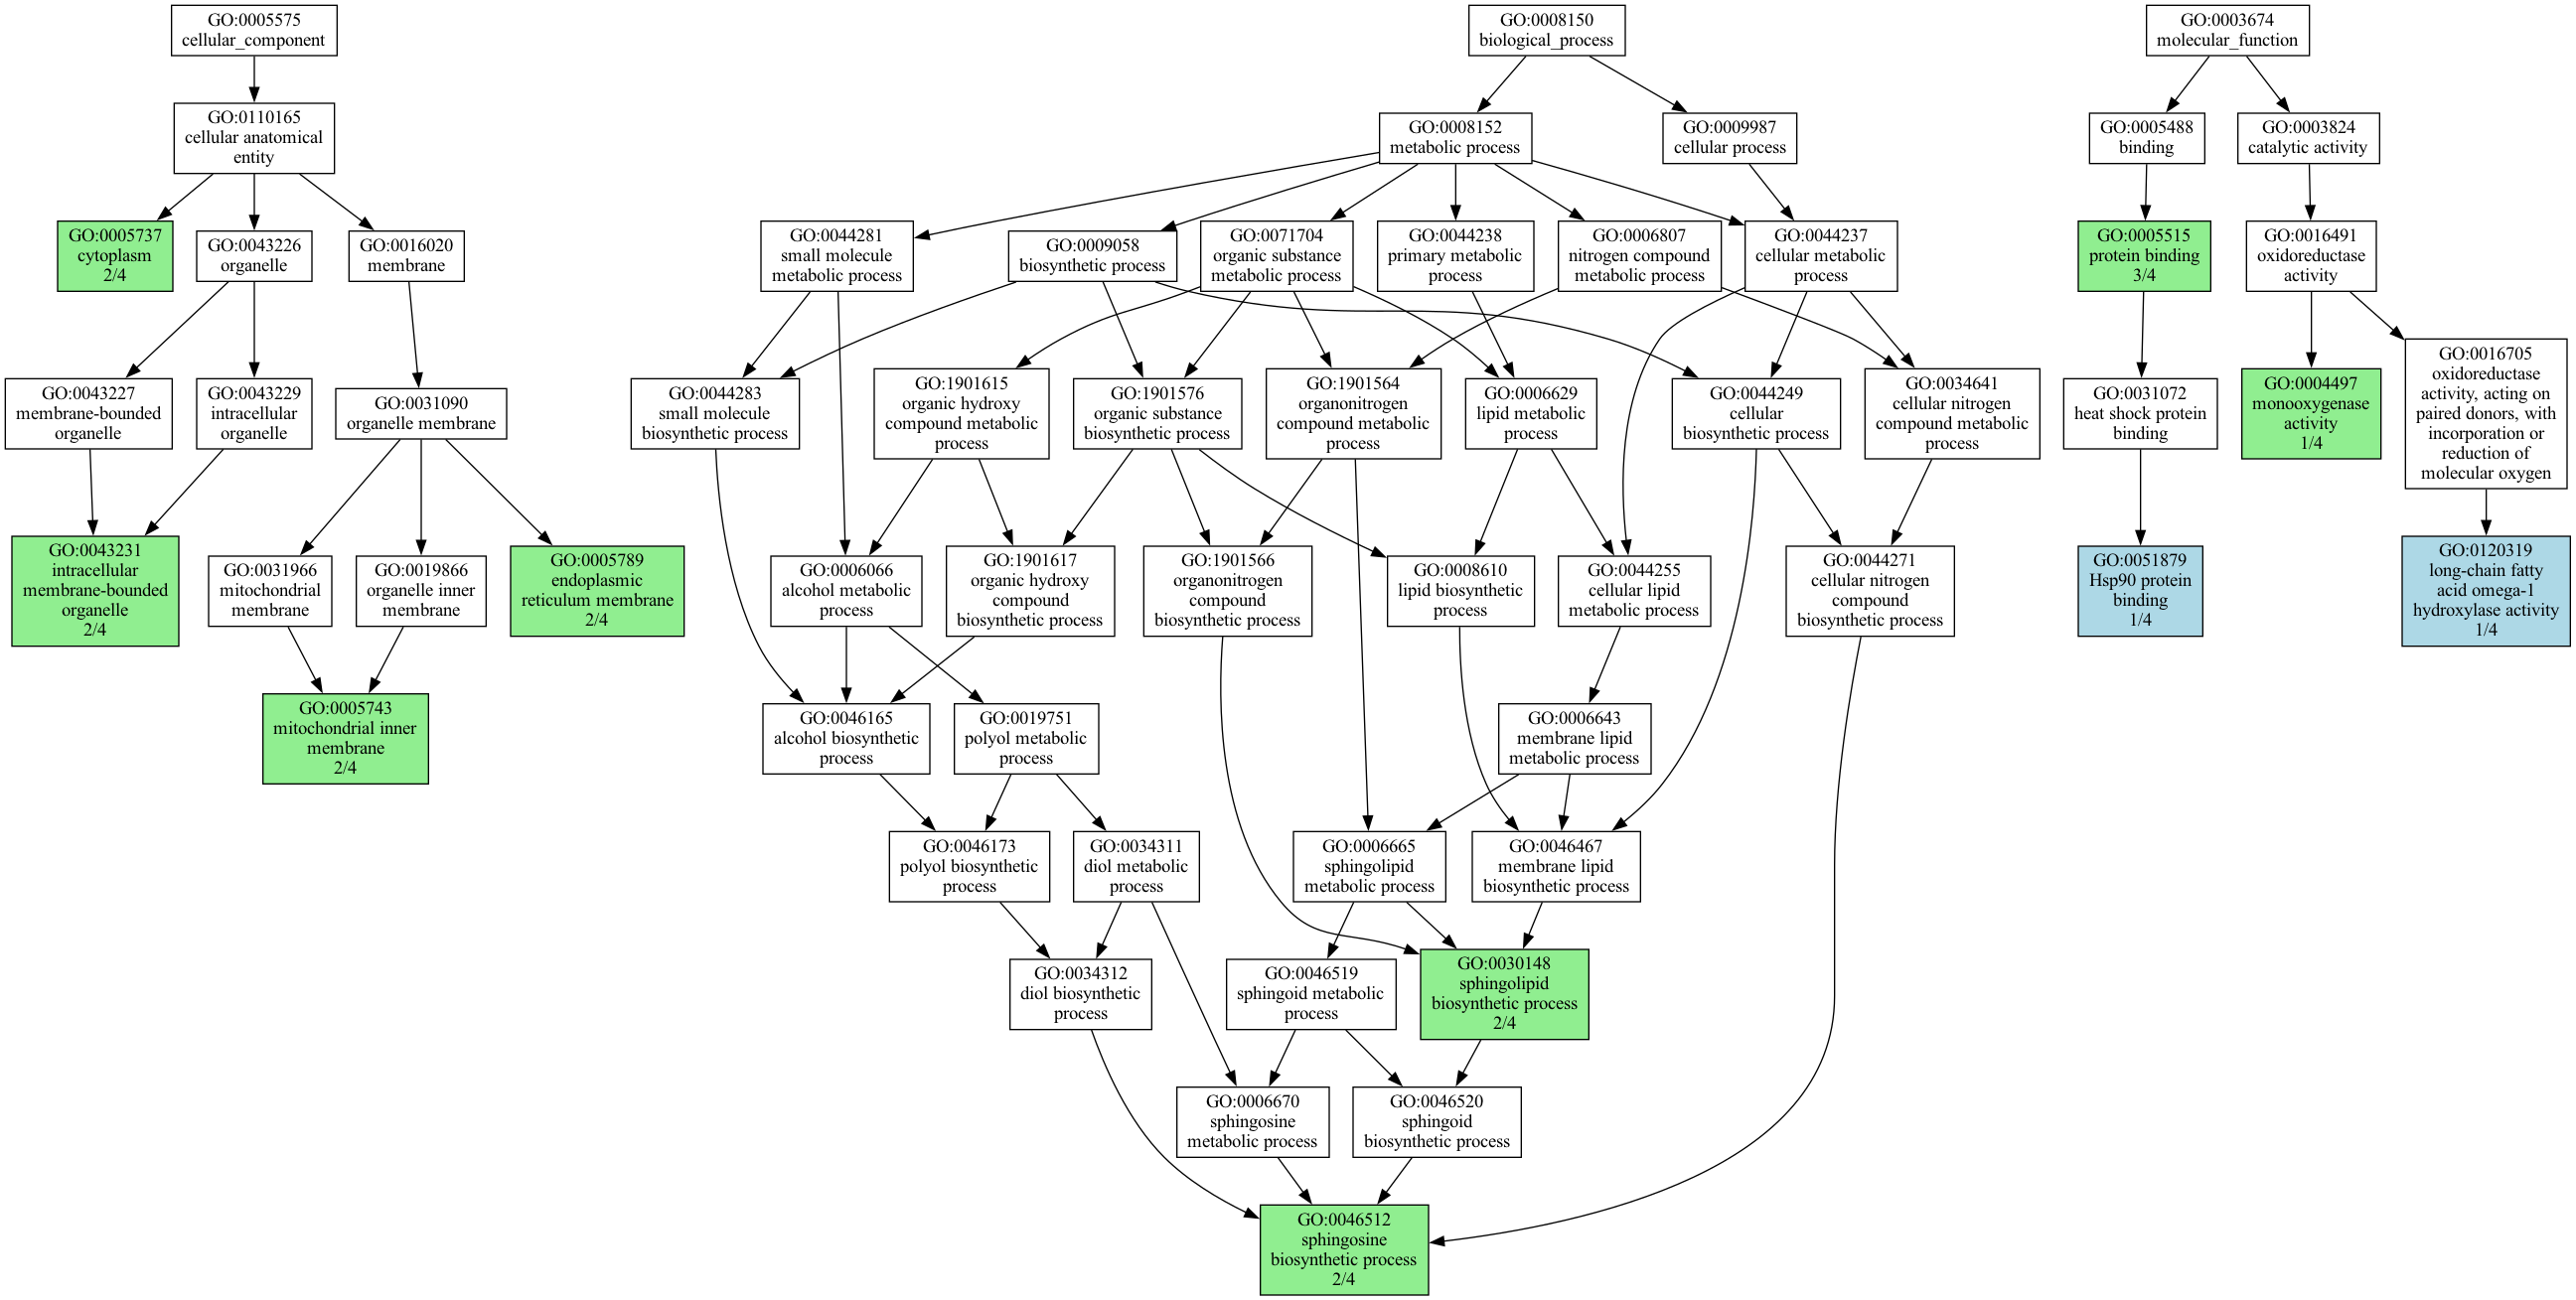 GO:0005575
cellular_component
GO:0008150
biological_process
GO:0003674
molecular_function
GO:0110165
cellular anatomical
entity
GO:0008152
metabolic process
GO:0009987
cellular process
GO:0005488
binding
GO:0003824
catalytic activity
GO:0005737
cytoplasm
2/4
GO:0043226
organelle
GO:0016020
membrane
GO:0044281
small molecule
metabolic process
GO:0009058
biosynthetic process
GO:0071704
organic substance
metabolic process
GO:0044238
primary metabolic
process
GO:0006807
nitrogen compound
metabolic process
GO:0044237
cellular metabolic
process
GO:0005515
protein binding
3/4
GO:0016491
oxidoreductase
activity
GO:0043227
membrane-bounded
organelle
GO:0043229
intracellular
organelle
GO:0031090
organelle membrane
GO:0044283
small molecule
biosynthetic process
GO:1901615
organic hydroxy
compound metabolic
process
GO:1901576
organic substance
biosynthetic process
GO:1901564
organonitrogen
compound metabolic
process
GO:0006629
lipid metabolic
process
GO:0044249
cellular
biosynthetic process
GO:0034641
cellular nitrogen
compound metabolic
process
GO:0031072
heat shock protein
binding
GO:0004497
monooxygenase
activity
1/4
GO:0016705
oxidoreductase
activity, acting on
paired donors, with
incorporation or
reduction of
molecular oxygen
GO:0043231
intracellular
membrane-bounded
organelle
2/4
GO:0031966
mitochondrial
membrane
GO:0019866
organelle inner
membrane
GO:0005789
endoplasmic
reticulum membrane
2/4
GO:0006066
alcohol metabolic
process
GO:1901617
organic hydroxy
compound
biosynthetic process
GO:1901566
organonitrogen
compound
biosynthetic process
GO:0008610
lipid biosynthetic
process
GO:0044255
cellular lipid
metabolic process
GO:0044271
cellular nitrogen
compound
biosynthetic process
GO:0051879
Hsp90 protein
binding
1/4
GO:0120319
long-chain fatty
acid omega-1
hydroxylase activity
1/4
GO:0005743
mitochondrial inner
membrane
2/4
GO:0046165
alcohol biosynthetic
process
GO:0019751
polyol metabolic
process
GO:0006643
membrane lipid
metabolic process
GO:0046173
polyol biosynthetic
process
GO:0034311
diol metabolic
process
GO:0006665
sphingolipid
metabolic process
GO:0046467
membrane lipid
biosynthetic process
GO:0034312
diol biosynthetic
process
GO:0046519
sphingoid metabolic
process
GO:0030148
sphingolipid
biosynthetic process
2/4
GO:0006670
sphingosine
metabolic process
GO:0046520
sphingoid
biosynthetic process
GO:0046512
sphingosine
biosynthetic process
2/4